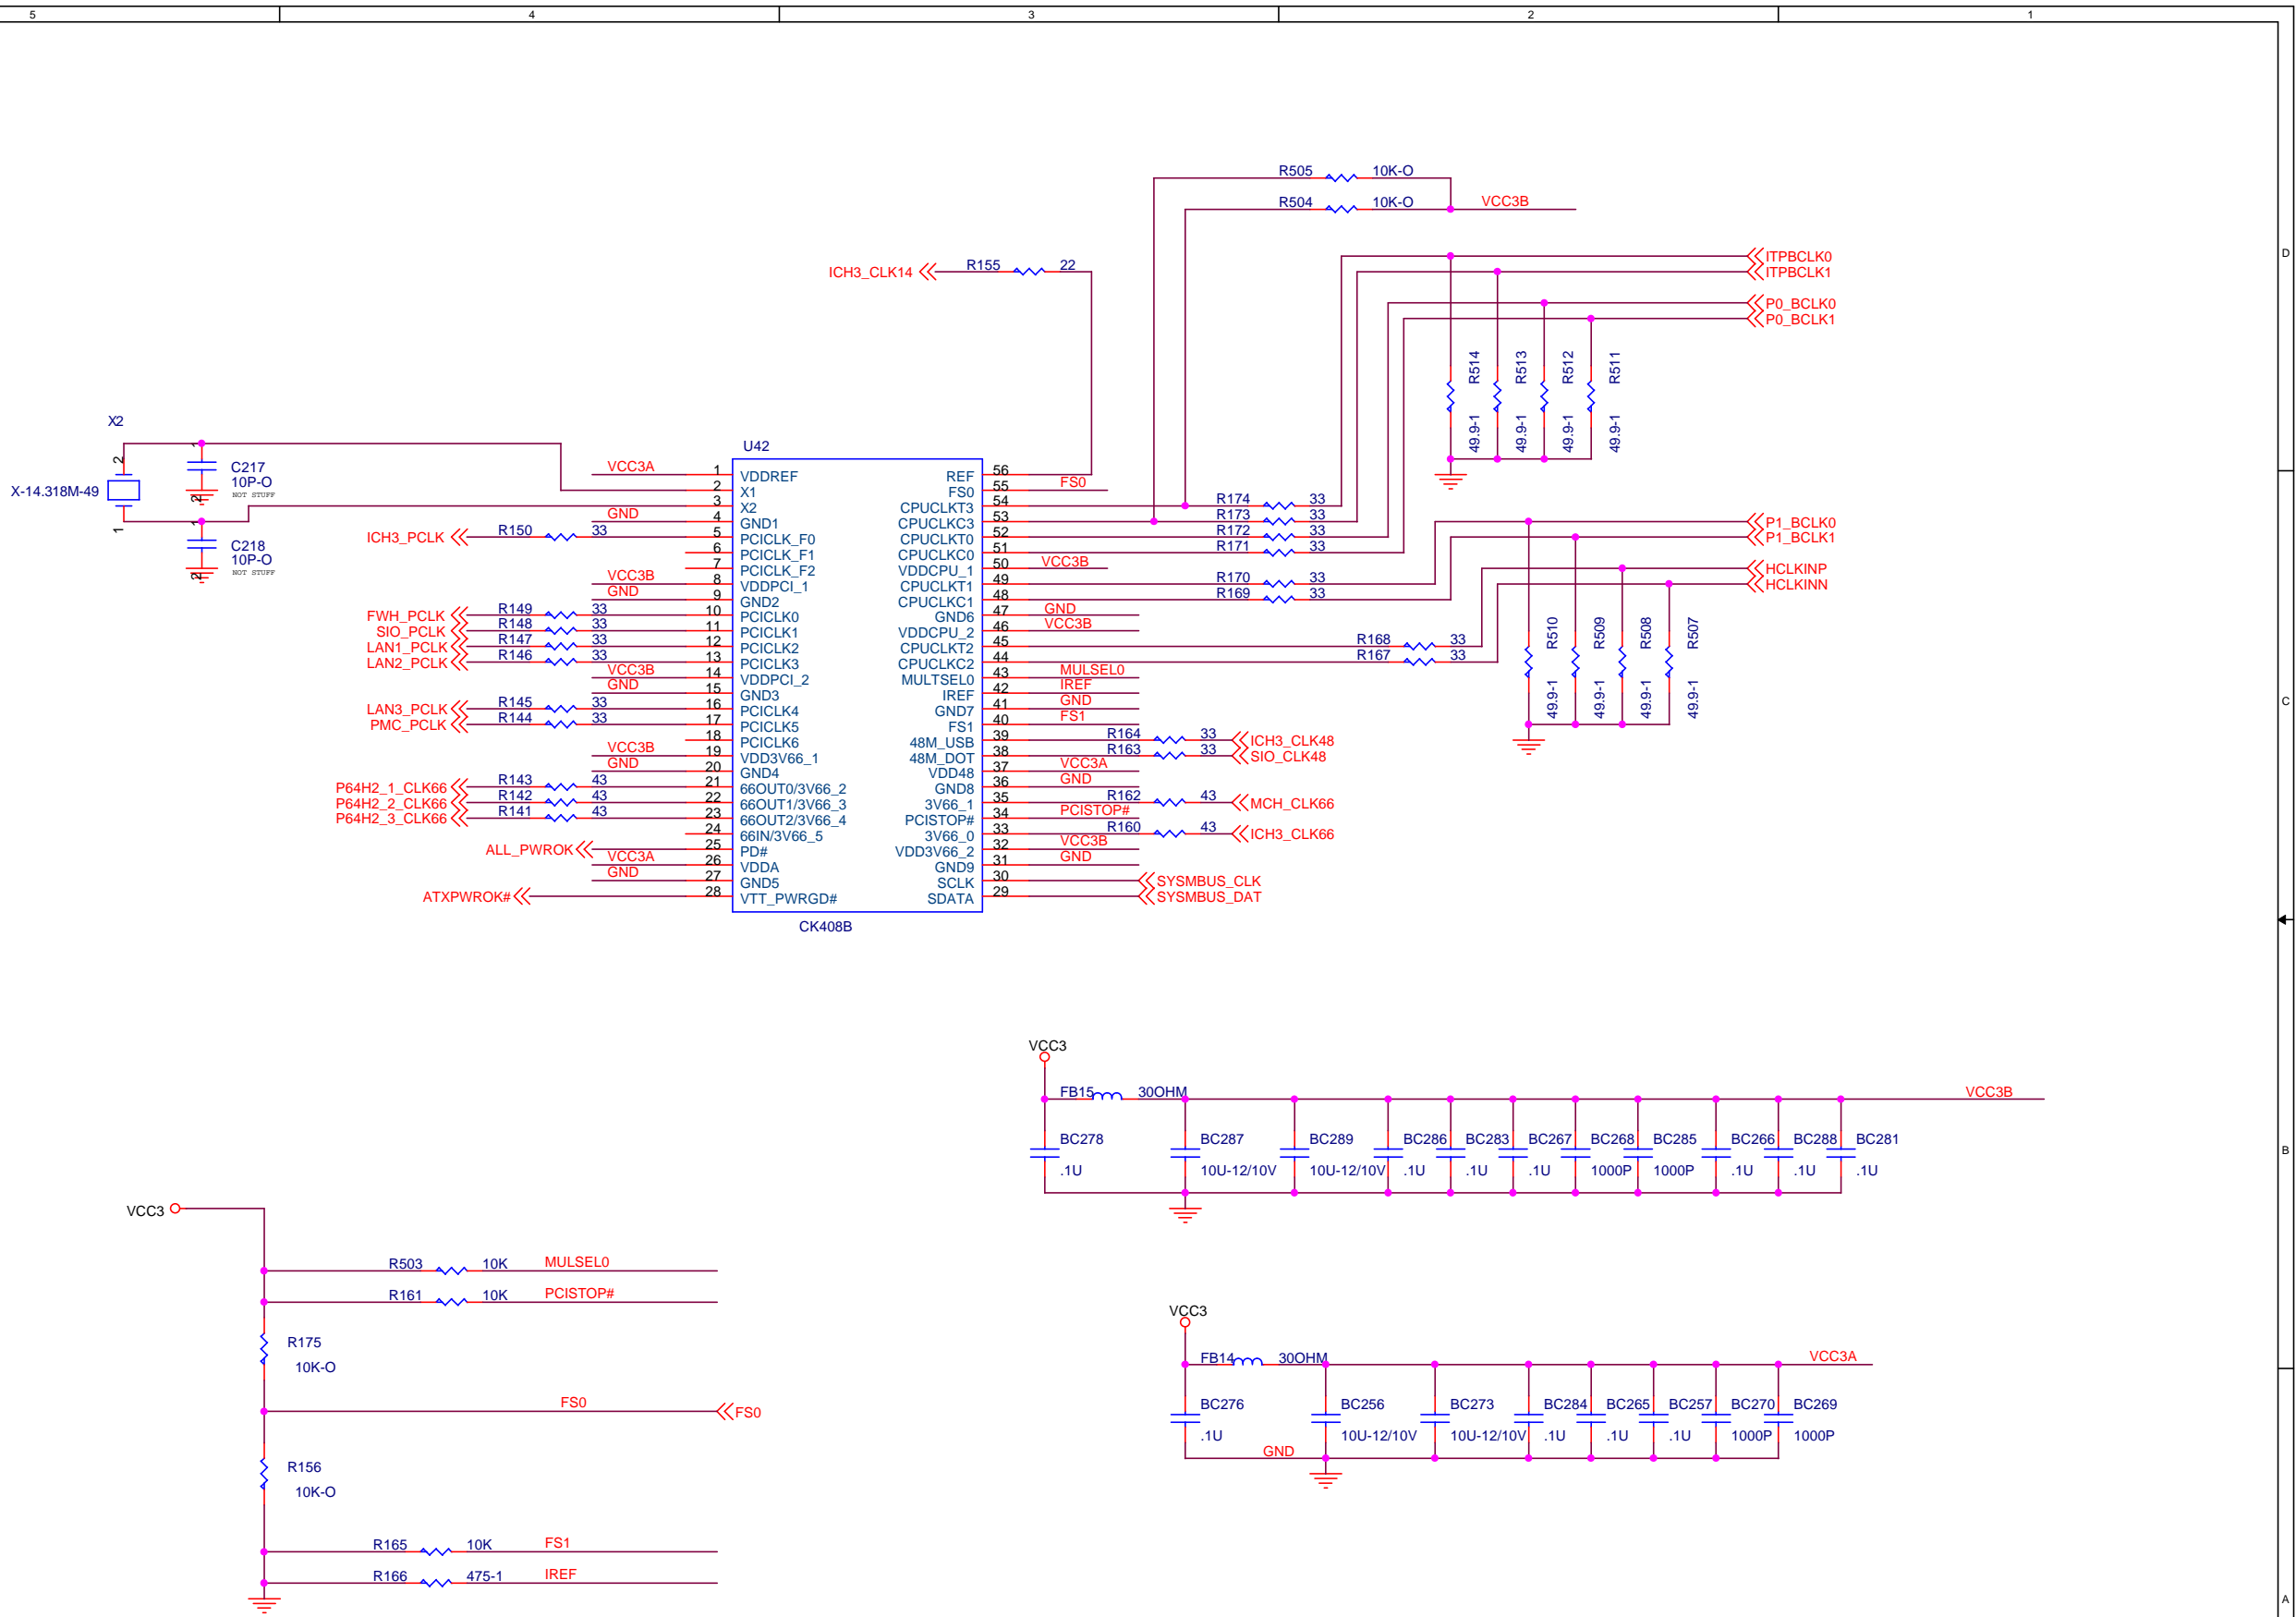 5 4 3 2 1
R505 10K-O
R504 10K-O VCC3B
D
ICH3_CLK14 R155 22
ITPBCLK0
ITPBCLK1
P0_BCLK0
P0_BCLK1
R514 R513 R512 R511
49.9-1 49.9-1 49.9-1 49.9-1
X2
2
X-14.318M-49
1
1
C217
10P-O
NOT STUFF
2
1
C218
10P-O
NOT STUFF
2
U42
VCC3A 1 VDDREF
2 X1
3 X2
GND 4 GND1
ICH3_PCLK R150 33 5 PCICLK_F0
6 PCICLK_F1
7 PCICLK_F2
VCC3B 8 VDDPCI_1
GND 9 GND2
FWH_PCLK R149 33 10 PCICLK0
SIO_PCLK R148 33 11 PCICLK1
LAN1_PCLK R147 33 12 PCICLK2
LAN2_PCLK R146 33 13 PCICLK3
VCC3B 14 VDDPCI_2
GND 15 GND3
LAN3_PCLK R145 33 16 PCICLK4
PMC_PCLK R144 33 17 PCICLK5
18 PCICLK6
VCC3B 19 VDD3V66_1
GND 20 GND4
P64H2_1_CLK66 R143 43 21 66OUT0/3V66_2
P64H2_2_CLK66 R142 43 22 66OUT1/3V66_3
P64H2_3_CLK66 R141 43 23 66OUT2/3V66_4
24 66IN/3V66_5
ALL_PWROK 25 PD#
VCC3A 26 VDDA
GND 27 GND5
ATXPWROK# 28 VTT_PWRGD#
REF 56
FS0 55 FS0
CPUCLKT3 54 R174 33
CPUCLKC3 53 R173 33
CPUCLKT0 52 R172 33
CPUCLKC0 51 R171 33
VDDCPU_1 50 VCC3B
CPUCLKT1 49 R170 33
CPUCLKC1 48 R169 33
GND6 47 GND
VDDCPU_2 46 VCC3B
CPUCLKT2 45 R168 33
CPUCLKC2 44 R167 33
MULTSEL0 43 MULSEL0
IREF 42 IREF
GND7 41 GND
FS1 40 FS1
48M_USB 39 R164 33 ICH3_CLK48
48M_DOT 38 R163 33 SIO_CLK48
VDD48 37 VCC3A
GND8 36 GND
3V66_1 35 R162 43 MCH_CLK66
PCISTOP# 34 PCISTOP#
3V66_0 33 R160 43 ICH3_CLK66
VDD3V66_2 32 VCC3B
GND9 31 GND
SCLK 30 SYSMBUS_CLK
SDATA 29 SYSMBUS_DAT
CK408B
P1_BCLK0
P1_BCLK1
HCLKINP
HCLKINN
R510 R509 R508 R507
49.9-1 49.9-1 49.9-1 49.9-1
C
VCC3
FB15 30OHM VCC3B
BC278 BC287 BC289 BC286 BC283 BC267 BC268 BC285 BC266 BC288 BC281
.1U 10U-12/10V 10U-12/10V .1U .1U .1U 1000P 1000P .1U .1U .1U
B
VCC3
R503 10K MULSEL0
R161 10K PCISTOP#
R175
10K-O
FS0 FS0
R156
10K-O
R165 10K FS1
R166 475-1 IREF
VCC3
FB14 30OHM VCC3A
BC276 BC256 BC273 BC284 BC265 BC257 BC270 BC269
.1U 10U-12/10V 10U-12/10V .1U .1U .1U 1000P 1000P
GND
A